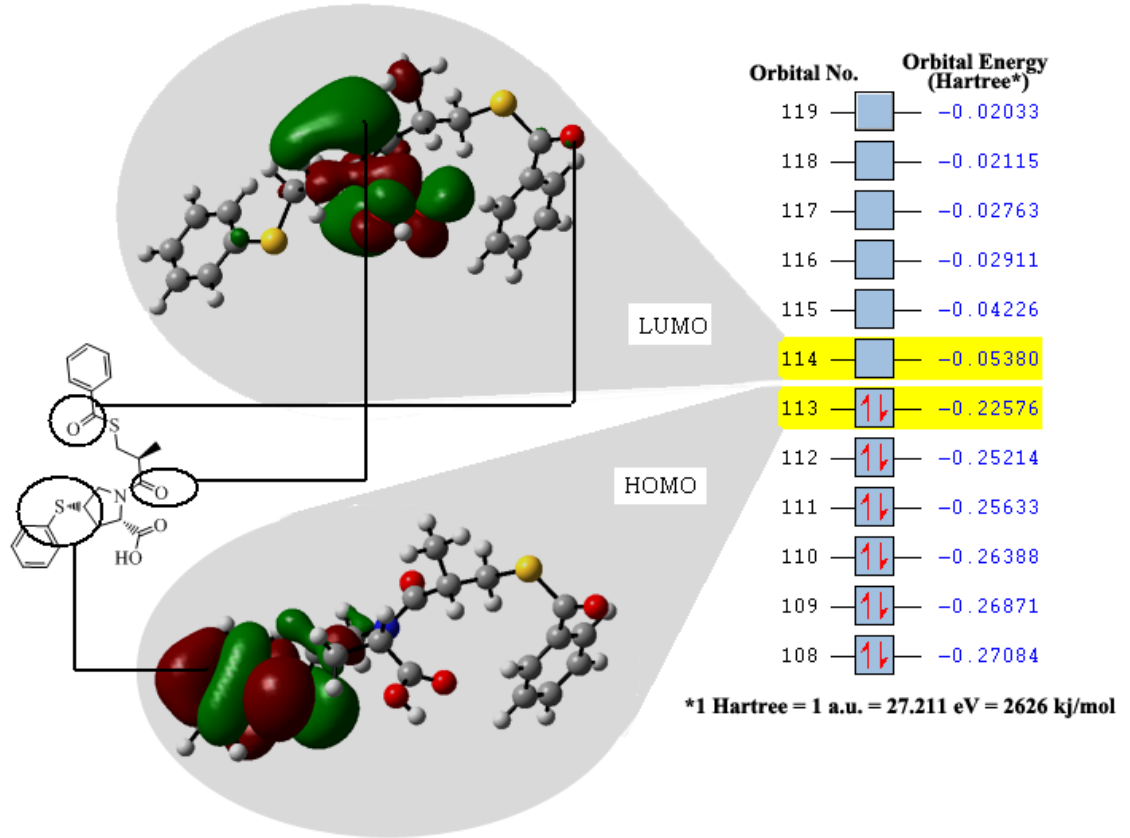 Orbital No.
Orbital Energy
(Hartree*)
119 -0.02033
118 -0.02115
117 -0.02763
116 -0.02911
115 -0.04226
114 -0.05380
113 -0.22576
112 -0.25214
111 -0.25633
110 -0.26388
109 -0.26871
108 -0.27084
*1 Hartree = 1 a.u. = 27.211 eV = 2626 kj/mol
LUMO
HOMO
O
S
O
S
N
O
HO